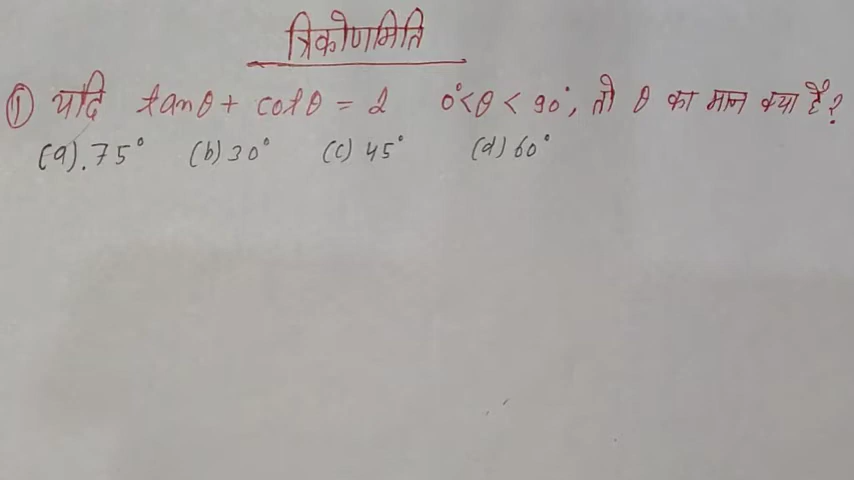 त्रिकोणमिति
① यदि tanθ + cotθ = 2 0°<θ < 90°, तो θ का मान क्या है?
(a). 75° (b) 30° (c) 45° (d) 60°